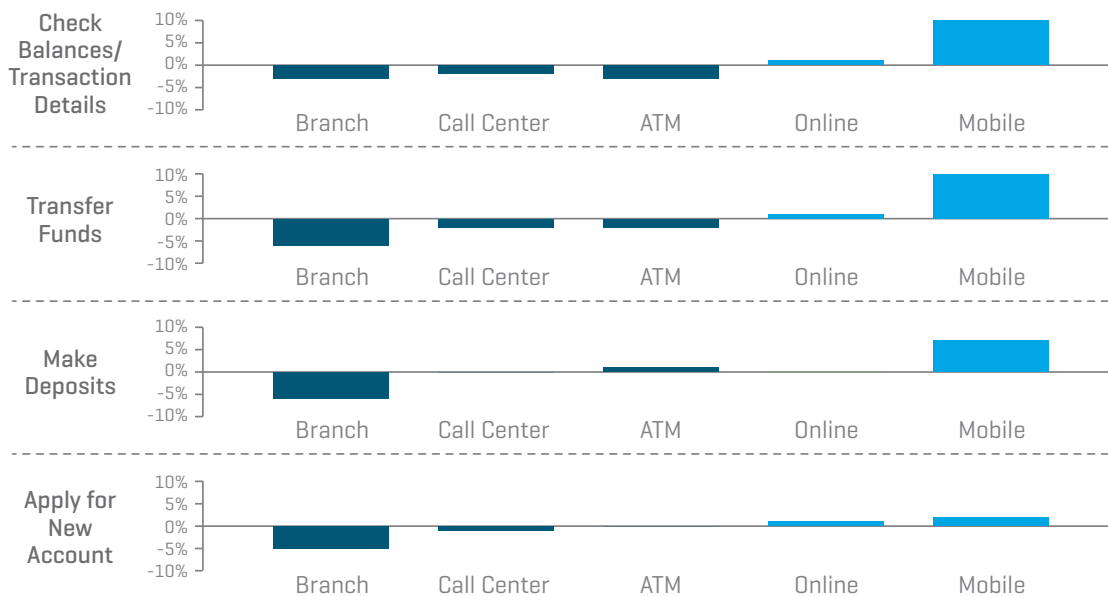 Check
Balances/
Transaction
Details
10%
5%
0%
-5%
-10%
Branch Call Center ATM Online Mobile
Transfer
Funds
10%
5%
0%
-5%
-10%
Branch Call Center ATM Online Mobile
Make
Deposits
10%
5%
0%
-5%
-10%
Branch Call Center ATM Online Mobile
Apply for
New
Account
10%
5%
0%
-5%
-10%
Branch Call Center ATM Online Mobile